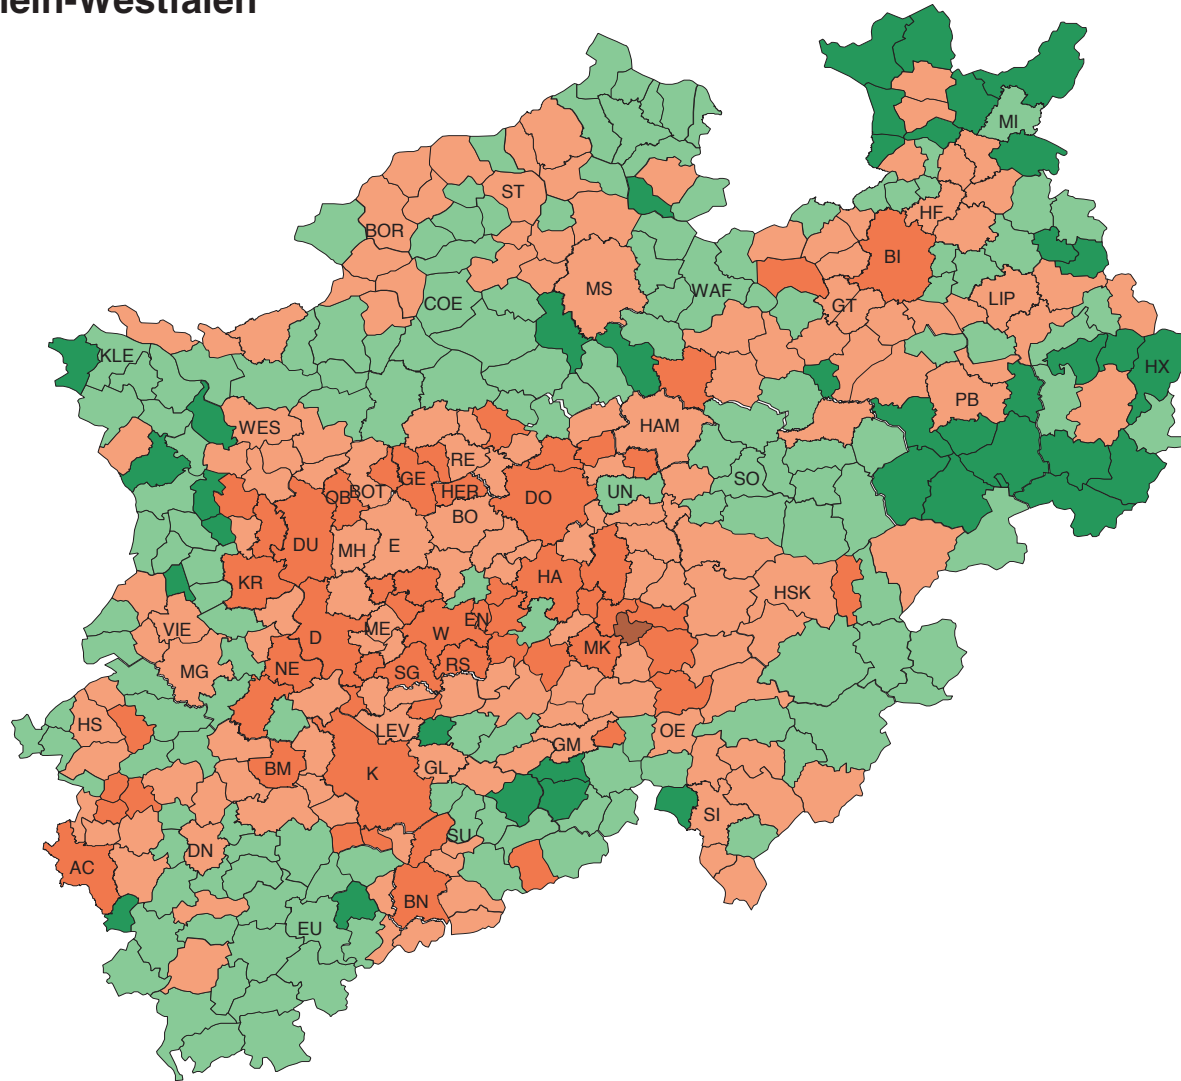 ein-Westfalen
MI
ST
BOR
HF
BI
MS
WAF
COE
GT
LIP
KLE
HX
PB
WES
HAM
RE
GE
SO
OB
BOT
HER
DO
UN
BO
DU
MH
E
KR
HA
HSK
VIE
EN
D
ME
W
MK
MG
NE
SG
RS
HS
LEV
OE
GM
BM
K
GL
SI
SU
DN
AC
BN
EU